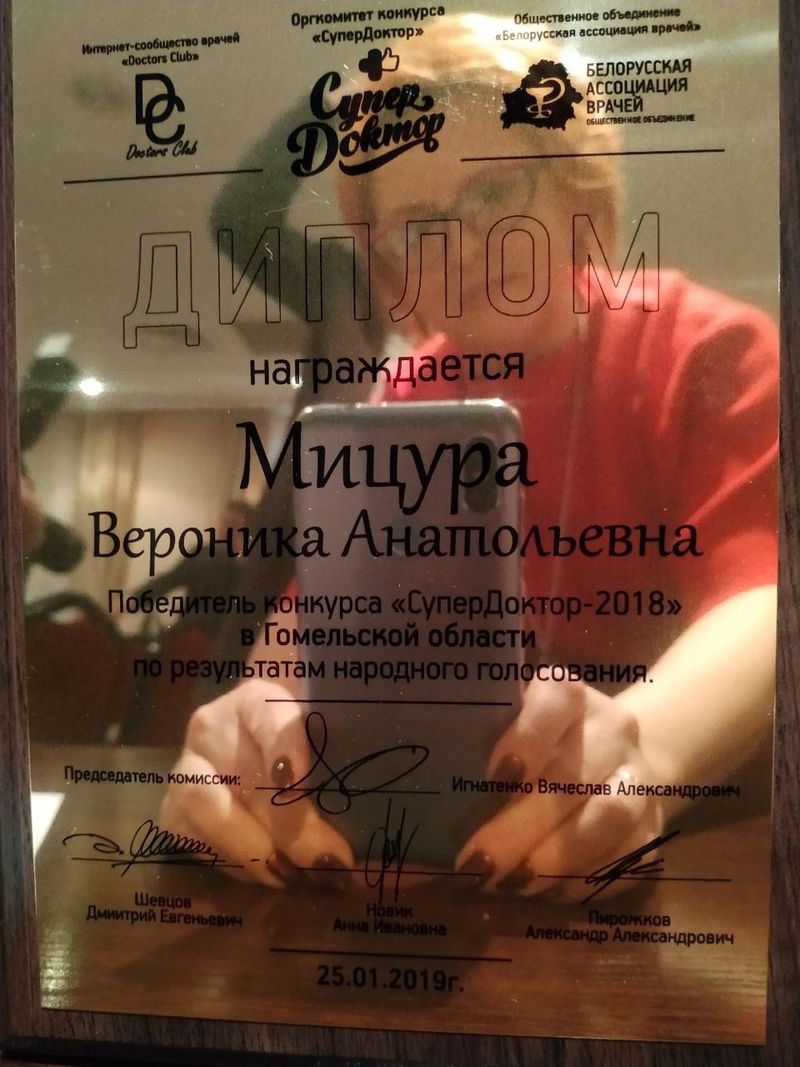 Интернет-сообщество врачей
«Doctors Club»
DC
Doctors Club
Оргкомитет конкурса
«СуперДоктор»
Супер
Доктор
Общественное объединение
«Белорусская ассоциация врачей»
БЕЛОРУССКАЯ
АССОЦИАЦИЯ
ВРАЧЕЙ
ОБЩЕСТВЕННОЕ ОБЪЕДИНЕНИЕ
ДИПЛОМ
награждается
Мицура
Вероника Анатольевна
Победитель конкурса «СуперДоктор-2018»
в Гомельской области
по результатам народного голосования.
Председатель комиссии:
Игнатенко Вячеслав Александрович
Шевцов
Дмиитрий Евгеньевич
Новик
Анна Ивановна
Пирожков
Александр Александрович
25.01.2019г.